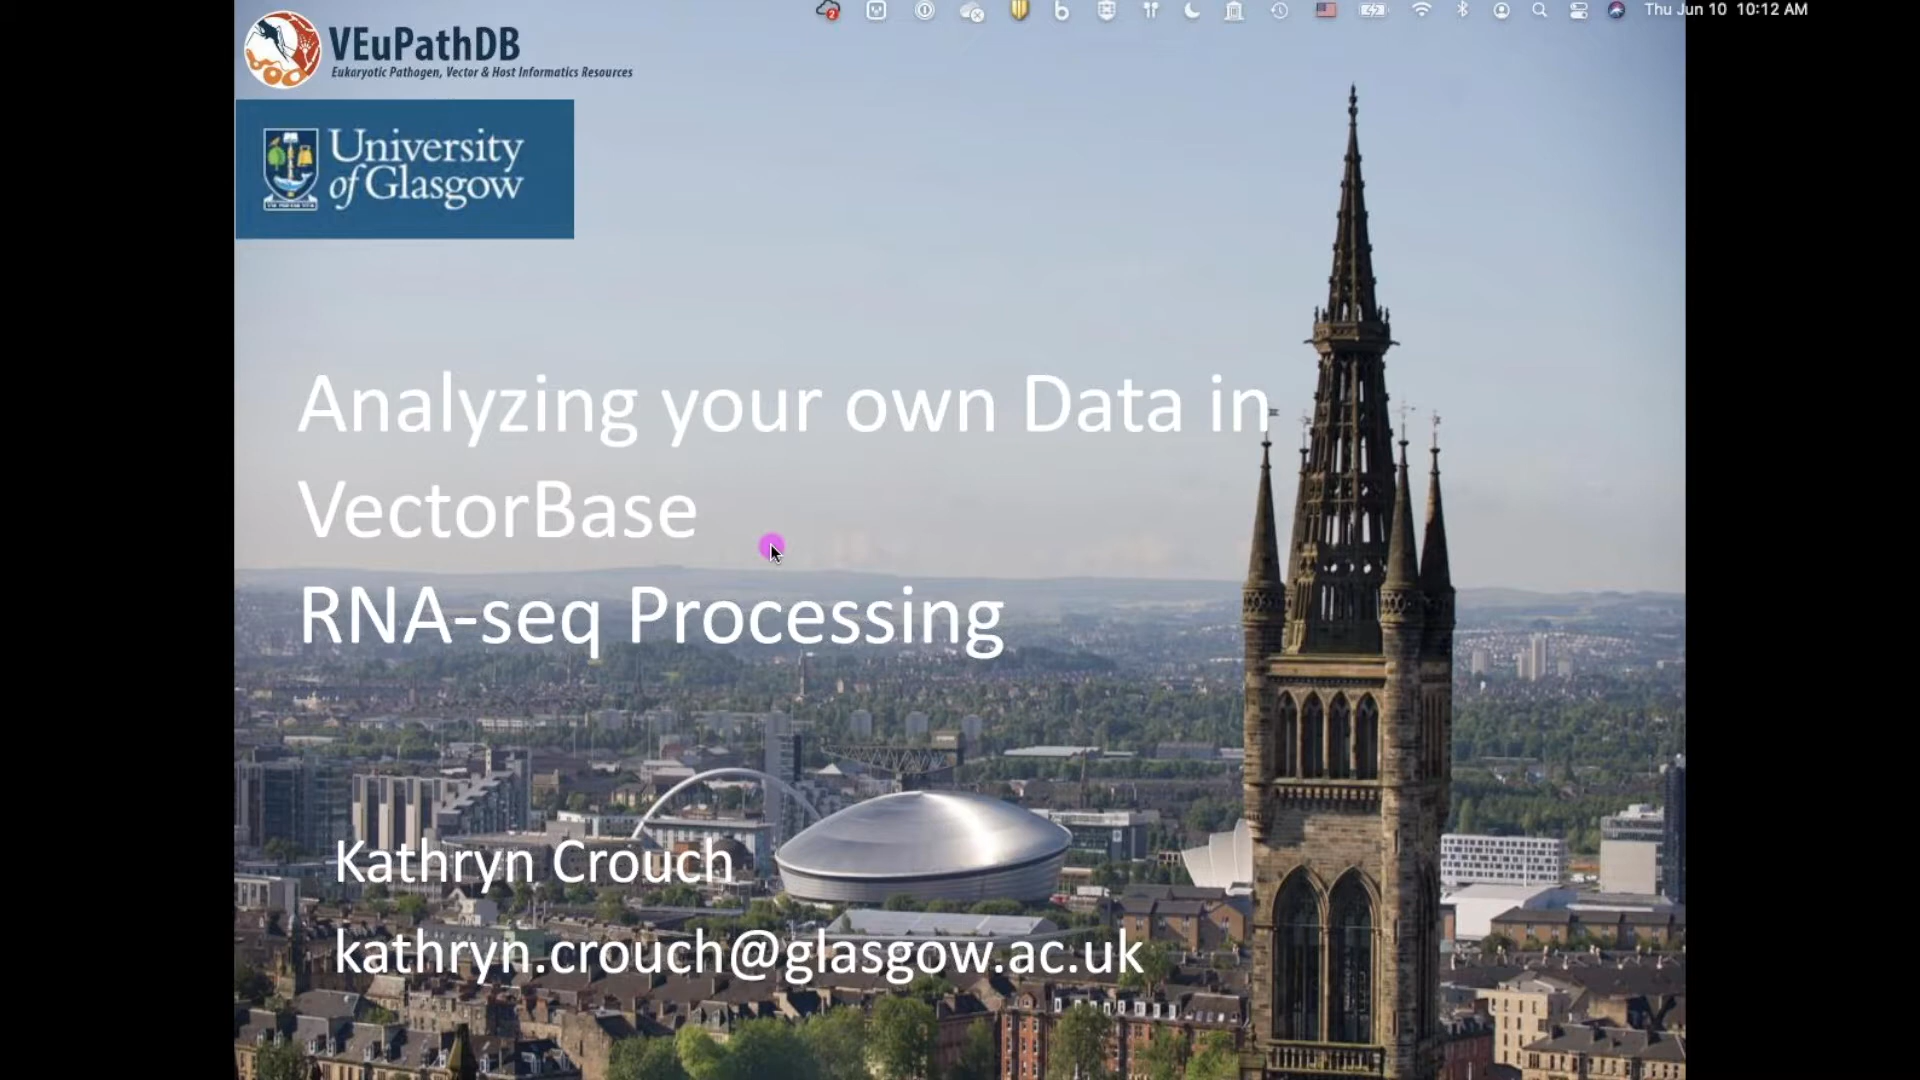 Thu Jun 10 10:12 AM
VEuPathDB
Eukaryotic Pathogen, Vector & Host Informatics Resources
University
of Glasgow
Analyzing your own Data in
VectorBase
RNA-seq Processing
Kathryn Crouch
kathryn.crouch@glasgow.ac.uk